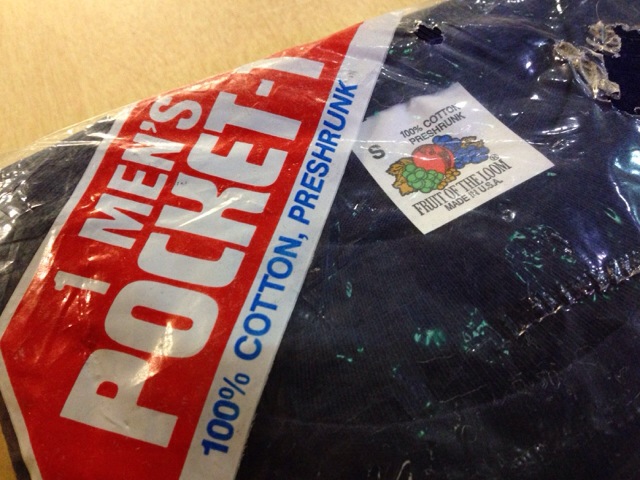 1 MEN'S
POCKET-T
100% COTTON, PRESHRUNK
100% COTTON
PRESHRUNK
S
FRUIT OF THE LOOM®
MADE IN U.S.A.